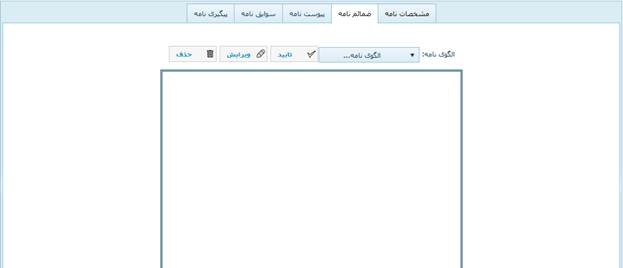 مشخصات نامه ضمائم نامه پیوست نامه سوابق نامه پیگیری نامه
الگوی نامه: الگوی نامه... تایید ویرایش حذف